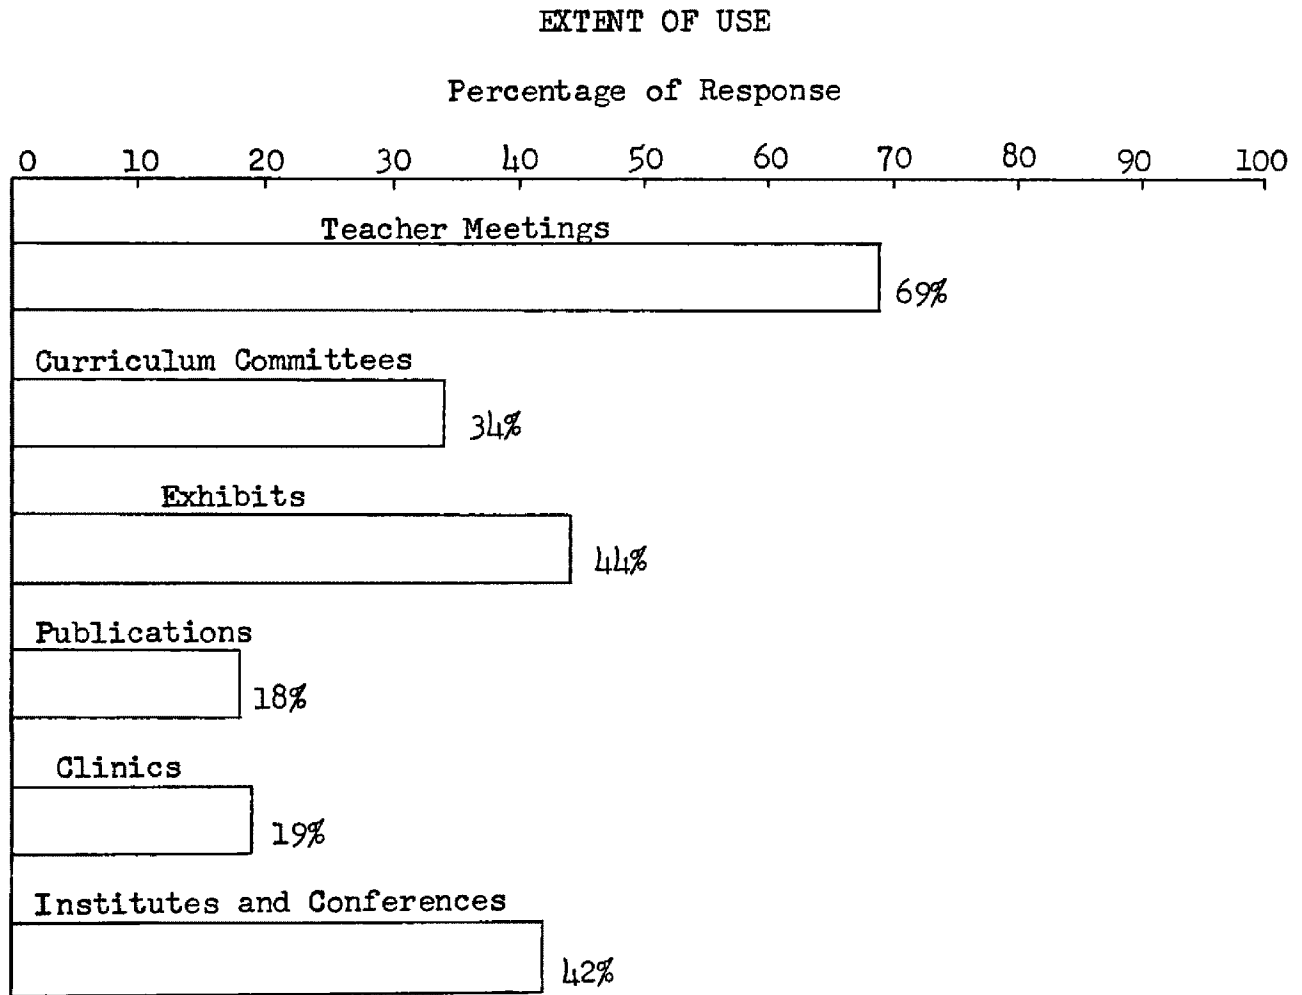 EXTENT OF USE
Percentage of Response
0 10 20 30 40 50 60 70 80 90 100
Teacher Meetings
69%
Curriculum Committees
34%
Exhibits
44%
Publications
18%
Clinics
19%
Institutes and Conferences
42%